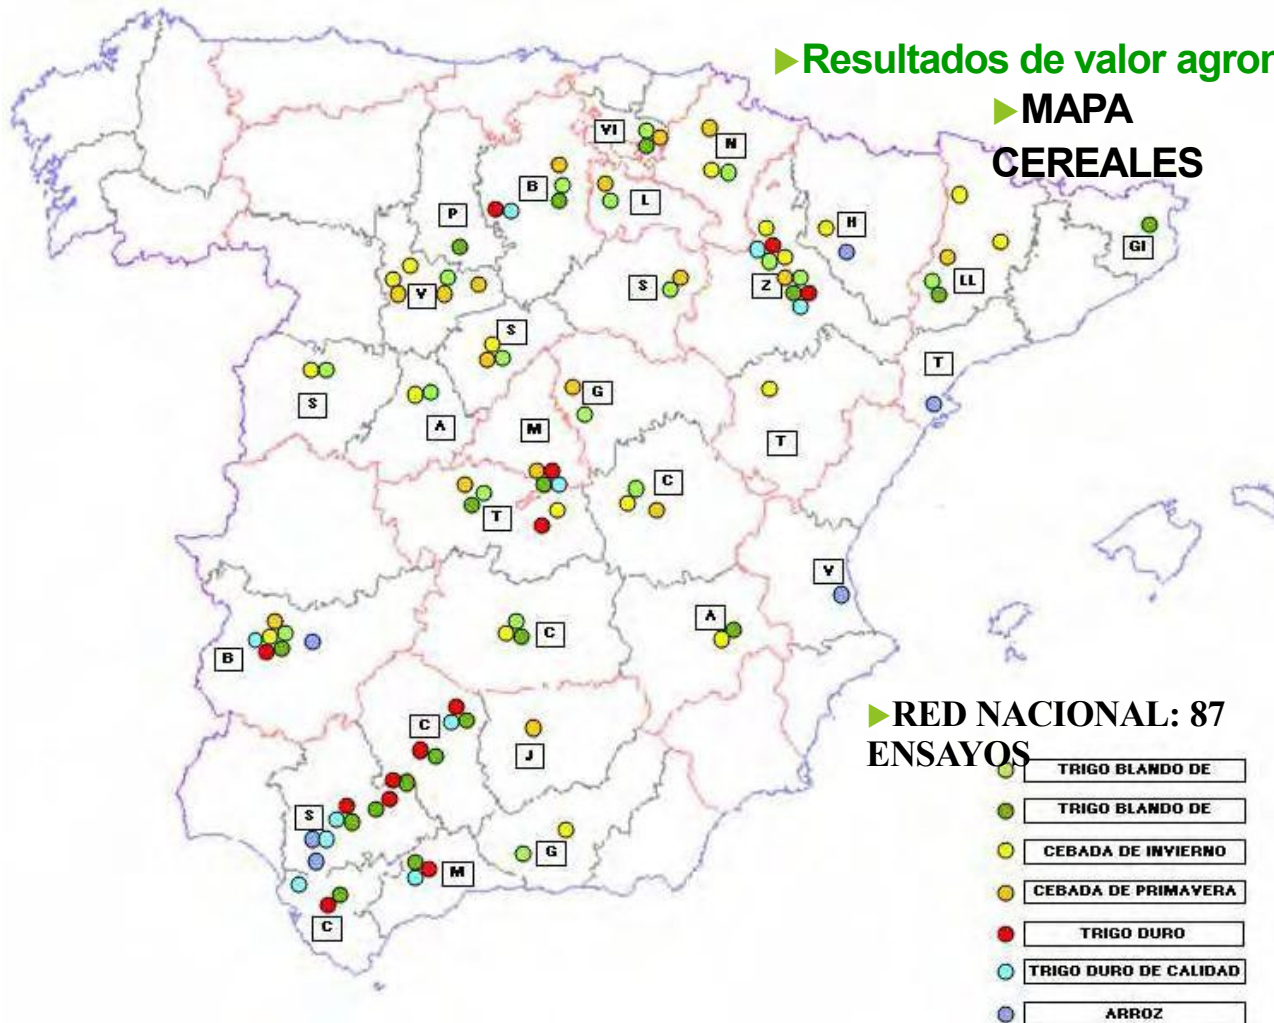 ▶Resultados de valor agror
▶MAPA
CEREALES
VI
N
B
L
P
H
GI
S
Z
LL
V
S
T
S
G
A
M
T
C
T
V
A
C
B
▶RED NACIONAL: 87
ENSAYOS
C
J
TRIGO BLANDO DE
TRIGO BLANDO DE
S
CEBADA DE INVIERNO
G
M
CEBADA DE PRIMAVERA
C
TRIGO DURO
TRIGO DURO DE CALIDAD
ARROZ